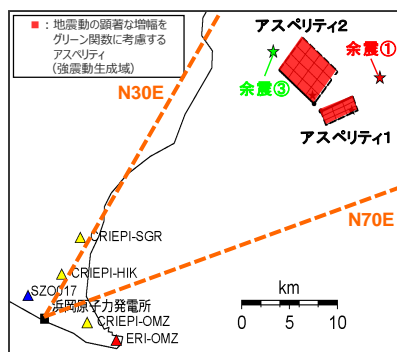 ■：地震動の顕著な増幅を
グリーン関数に考慮する
アスペリティ
（強震動生成域）
アスペリティ2
余震①
余震③
アスペリティ1
N30E
N70E
CRIEPI-SGR
CRIEPI-HIK
SZO017
浜岡原子力発電所
CRIEPI-OMZ
ERI-OMZ
km
0 5 10